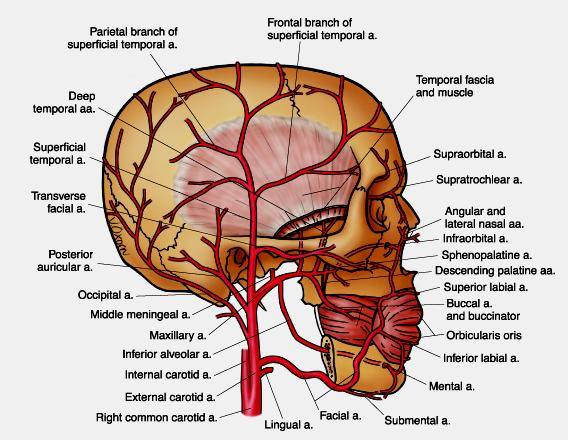 Parietal branch of
superficial temporal a.
Frontal branch of
superficial temporal a.
Deep
temporal aa.
Superficial
temporal a.
Transverse
facial a.
Posterior
auricular a.
Occipital a.
Middle meningeal a.
Maxillary a.
Inferior alveolar a.
Internal carotid a.
External carotid a.
Right common carotid a.
Lingual a.
Facial a.
Submental a.
Temporal fascia
and muscle
Supraorbital a.
Supratrochlear a.
Angular and
lateral nasal aa.
Infraorbital a.
Sphenopalatine a.
Descending palatine aa.
Superior labial a.
Buccal a.
and buccinator
Orbicularis oris
Inferior labial a.
Mental a.